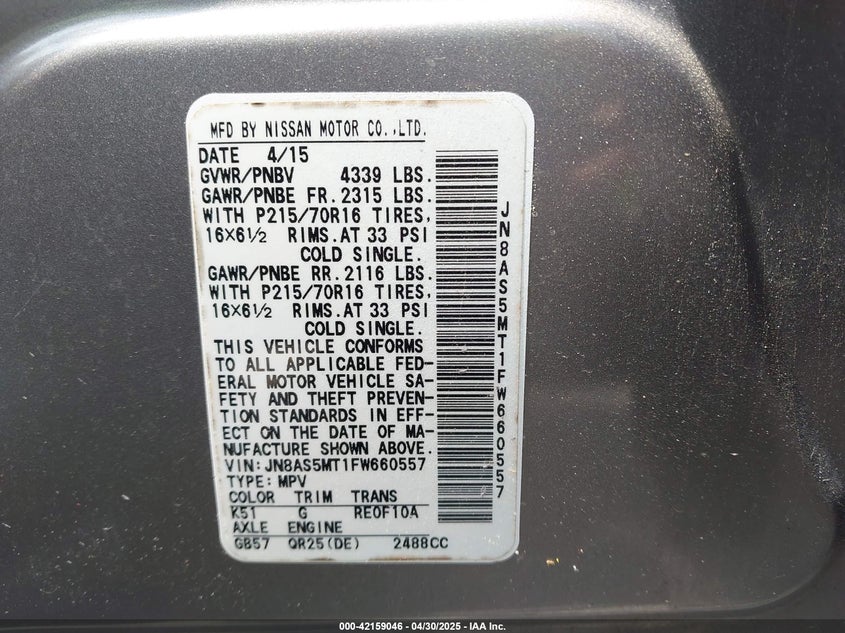 MFD BY NISSAN MOTOR CO.,LTD.
DATE 4/15
GVWR/PNBV 4339 LBS.
GAWR/PNBE FR. 2315 LBS.
WITH P215/70R16 TIRES,
16X6½ RIMS. AT 33 PSI
COLD SINGLE.
GAWR/PNBE RR. 2116 LBS.
WITH P215/70R16 TIRES,
16X6½ RIMS. AT 33 PSI
COLD SINGLE.
THIS VEHICLE CONFORMS
TO ALL APPLICABLE FED-
ERAL MOTOR VEHICLE SA-
FETY AND THEFT PREVEN-
TION STANDARDS IN EFF-
ECT ON THE DATE OF MA-
NUFACTURE SHOWN ABOVE.
VIN: JN8AS5MT1FW660557
TYPE: MPV
COLOR TRIM TRANS
K51 G RE0F10A
AXLE ENGINE
GB57 QR25(DE) 2488CC
JN8AS5MT1FW660557
000-42159046 - 04/30/2025 - IAA Inc.